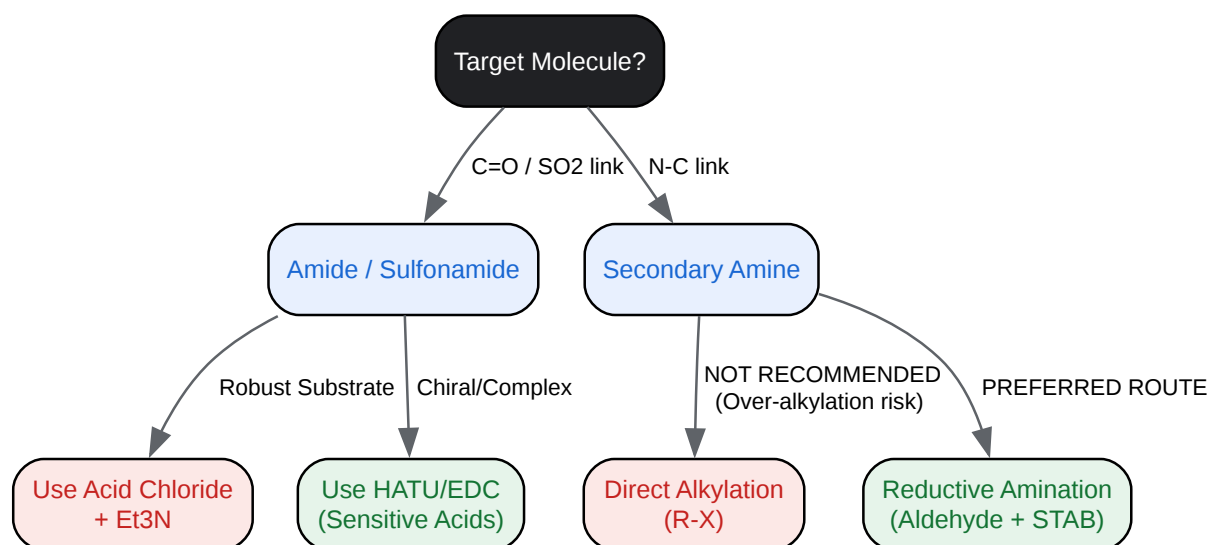 Target Molecule?
C=O / SO2 link
N-C link
Amide / Sulfonamide
Secondary Amine
Robust Substrate
Chiral/Complex
NOT RECOMMENDED
(Over-alkylation risk)
PREFERRED ROUTE
Use Acid Chloride
+ Et3N
Use HATU/EDC
(Sensitive Acids)
Direct Alkylation
(R-X)
Reductive Amination
(Aldehyde + STAB)